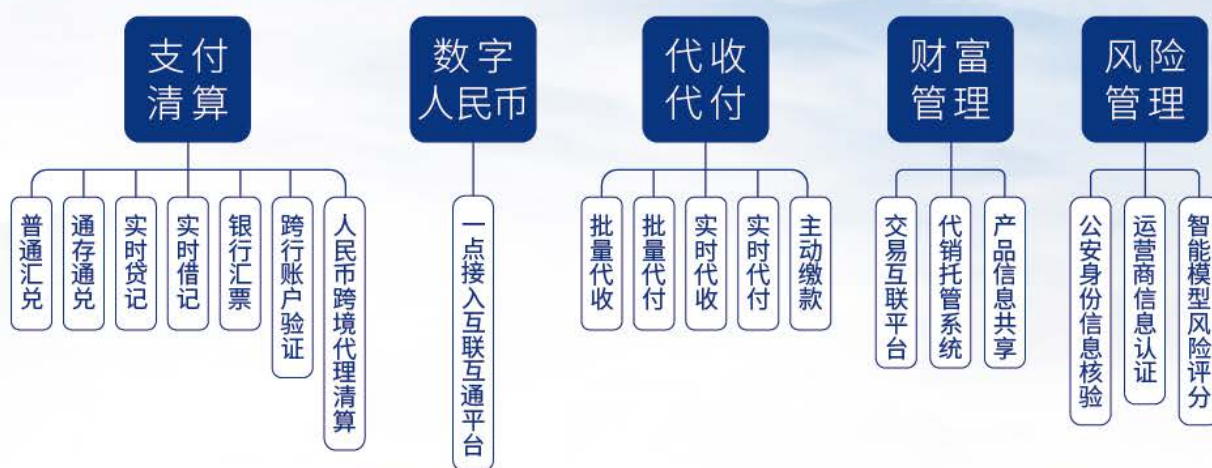 支付
清算
数字
人民币
代收
代付
财富
管理
风险
管理
普通汇兑
通存通兑
实时贷记
实时借记
银行汇票
跨行账户验证
人民币跨境代理清算
一点接入互联互通平台
批量代收
批量代付
实时代收
实时代付
主动缴款
交易互联平台
代销托管系统
产品信息共享
公安身份信息核验
运营商信息认证
智能模型风险评分